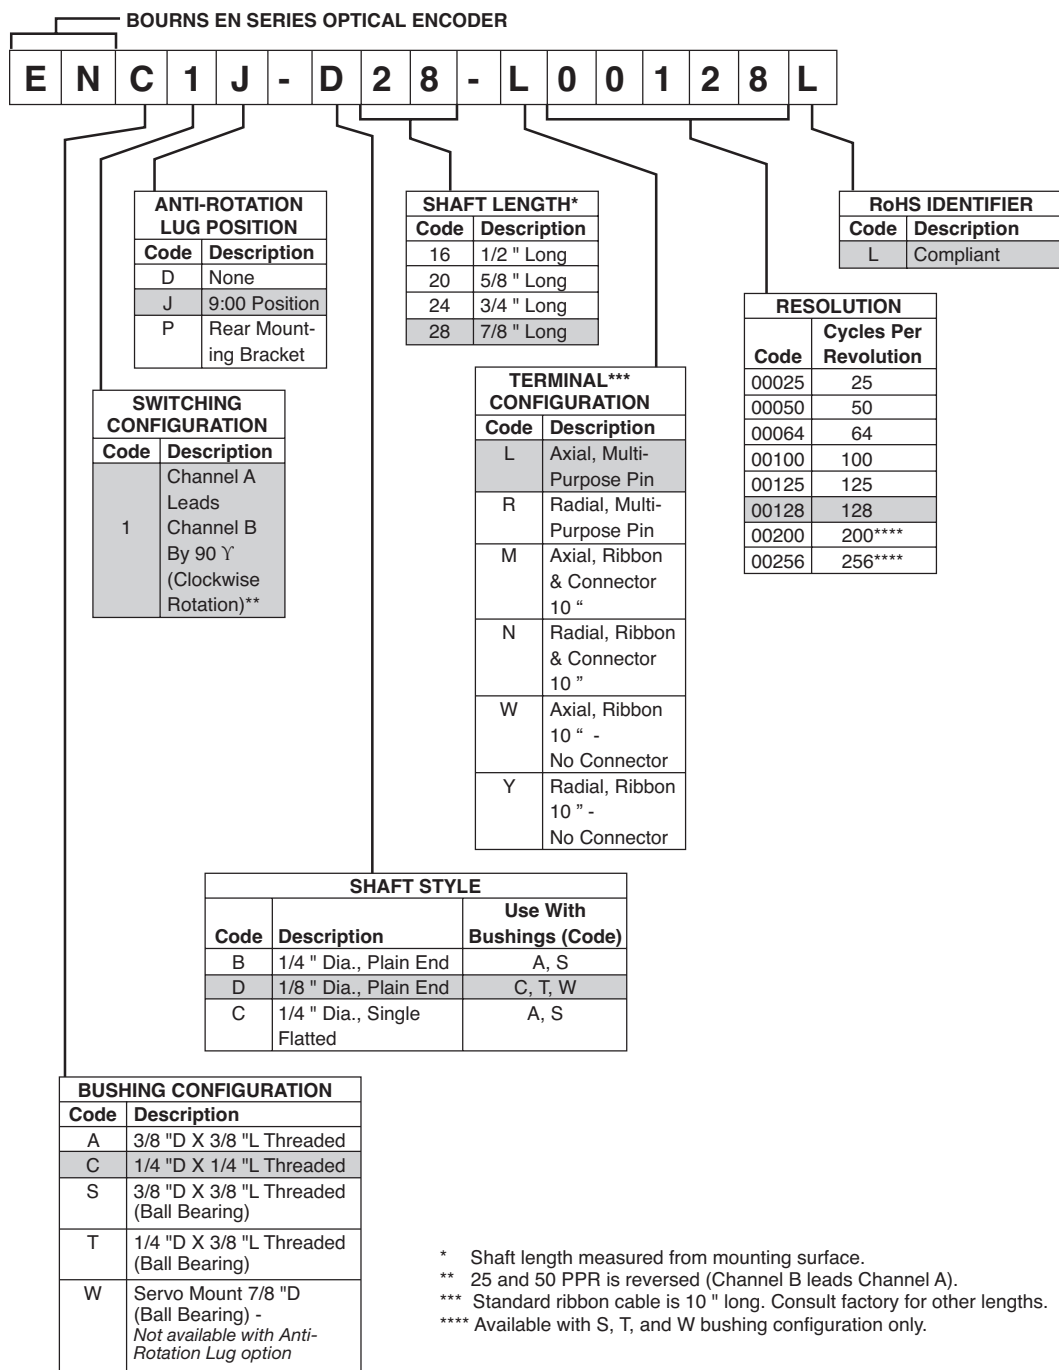 BOURNS EN SERIES OPTICAL ENCODER
E N C 1 J - D 2 8 - L 0 0 1 2 8 L
ANTI-ROTATION
LUG POSITION
Code Description
D None
J 9:00 Position
P Rear Mount-
ing Bracket
SHAFT LENGTH*
Code Description
16 1/2 " Long
20 5/8 " Long
24 3/4 " Long
28 7/8 " Long
RoHS IDENTIFIER
Code Description
L Compliant
RESOLUTION
Cycles Per
Code Revolution
00025 25
00050 50
00064 64
00100 100
00125 125
00128 128
00200 200****
00256 256****
SWITCHING
CONFIGURATION
Code Description
Channel A
Leads
1 Channel B
By 90 ϒ
(Clockwise
Rotation)**
TERMINAL***
CONFIGURATION
Code Description
L Axial, Multi-
Purpose Pin
R Radial, Multi-
Purpose Pin
M Axial, Ribbon
& Connector
10 “
N Radial, Ribbon
& Connector
10 ”
W Axial, Ribbon
10 “ -
No Connector
Y Radial, Ribbon
10 ” -
No Connector
SHAFT STYLE
Use With
Code Description Bushings (Code)
B 1/4 " Dia., Plain End A, S
D 1/8 " Dia., Plain End C, T, W
C 1/4 " Dia., Single A, S
Flatted
BUSHING CONFIGURATION
Code Description
A 3/8 "D X 3/8 "L Threaded
C 1/4 "D X 1/4 "L Threaded
S 3/8 "D X 3/8 "L Threaded
(Ball Bearing)
T 1/4 "D X 3/8 "L Threaded
(Ball Bearing)
W Servo Mount 7/8 "D
(Ball Bearing) -
Not available with Anti-
Rotation Lug option
* Shaft length measured from mounting surface.
** 25 and 50 PPR is reversed (Channel B leads Channel A).
*** Standard ribbon cable is 10 " long. Consult factory for other lengths.
**** Available with S, T, and W bushing configuration only.